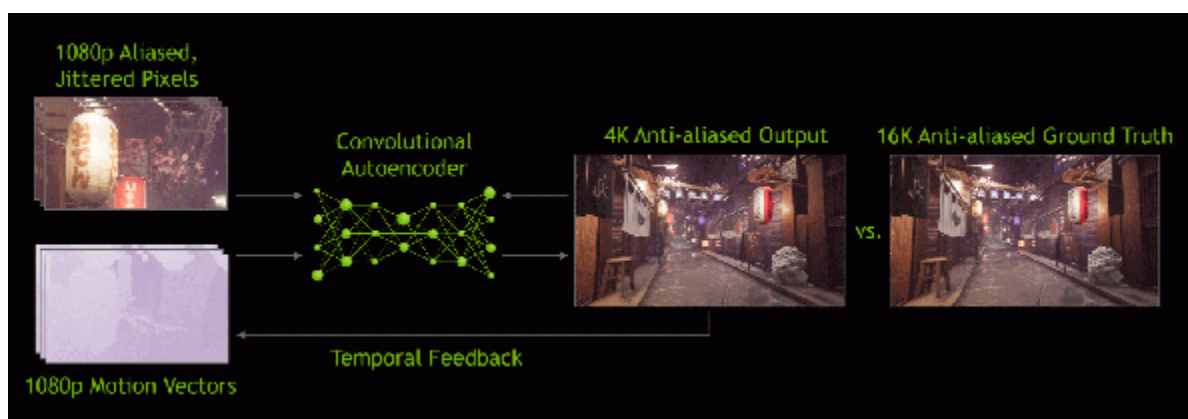 1080p Aliased,
Jittered Pixels
Convolutional
Autoencoder
4K Anti-aliased Output
16K Anti-aliased Ground Truth
vs.
Temporal Feedback
1080p Motion Vectors